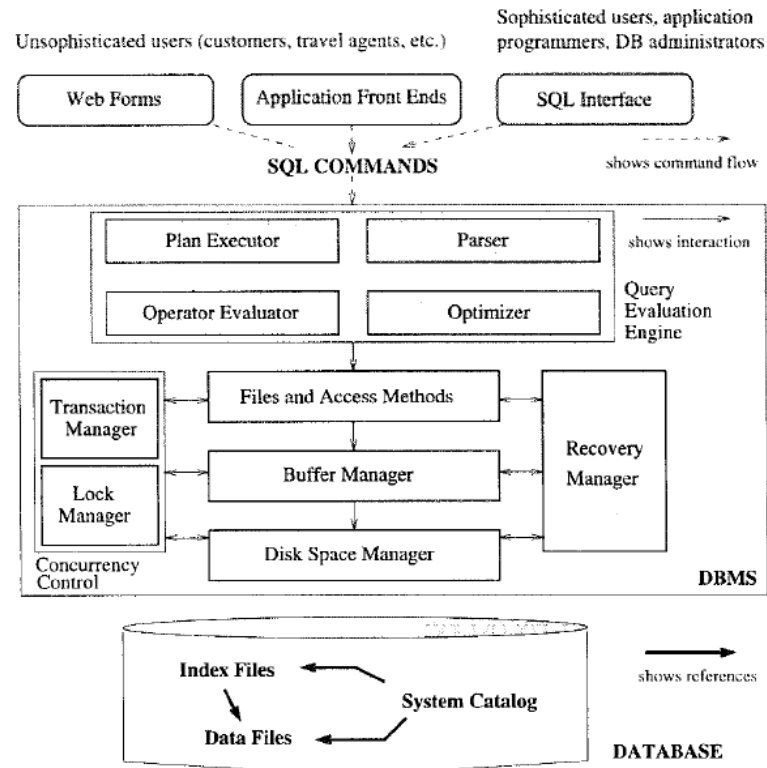 Unsophisticated users (customers, travel agents, etc.)
Sophisticated users, application
programmers, DB administrators
Web Forms
Application Front Ends
SQL Interface
SQL COMMANDS
shows command flow
shows interaction
Plan Executor
Parser
Operator Evaluator
Optimizer
Query
Evaluation
Engine
Transaction
Manager
Lock
Manager
Concurrency
Control
Files and Access Methods
Buffer Manager
Disk Space Manager
Recovery
Manager
DBMS
Index Files
System Catalog
Data Files
shows references
DATABASE